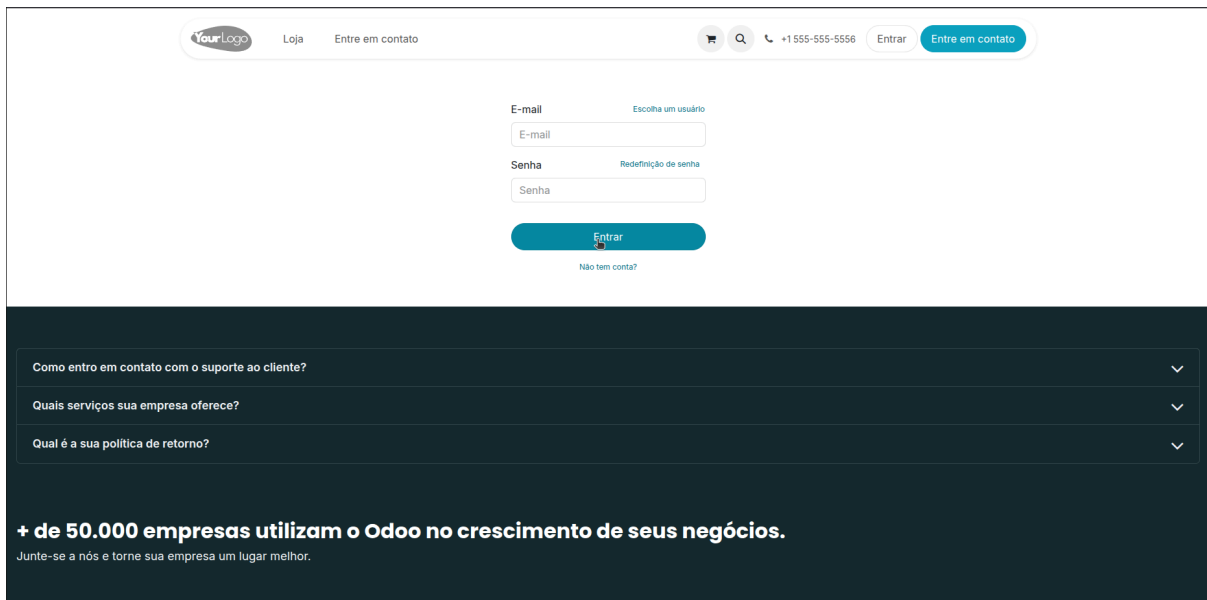 YourLogo
Loja
Entre em contato
+1 555-555-5556
Entrar
Entre em contato
E-mail
Escolha um usuário
E-mail
Senha
Redefinição de senha
Senha
Entrar
Não tem conta?
Como entro em contato com o suporte ao cliente?
Quais serviços sua empresa oferece?
Qual é a sua política de retorno?
+ de 50.000 empresas utilizam o Odoo no crescimento de seus negócios.
Junte-se a nós e torne sua empresa um lugar melhor.